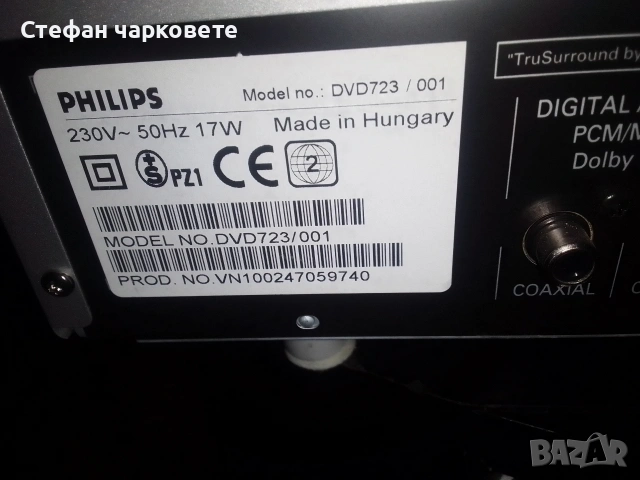 Стефан чарковете
"TruSurround by
PHILIPS
Model no.: DVD723 / 001
230V~ 50Hz 17W
Made in Hungary
S PZ1 CE 2
DIGITAL
PCM/M
Dolby
MODEL NO.DVD723/001
PROD. NO.VN100247059740
COAXIAL
BAZAR